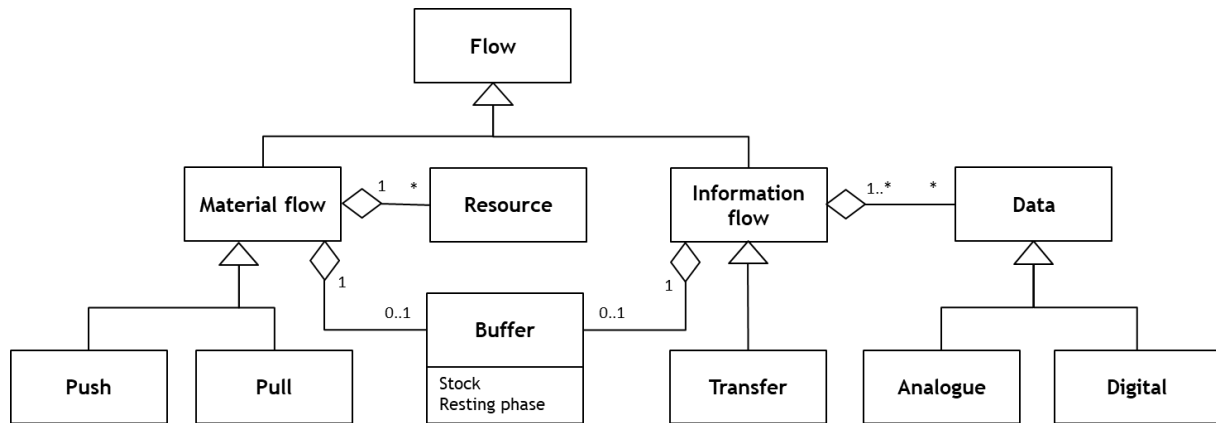 Flow
Material flow
1
*
Resource
Information
flow
1..*
*
Data
1
0..1
Buffer
Stock
Resting phase
0..1
1
Push
Pull
Transfer
Analogue
Digital